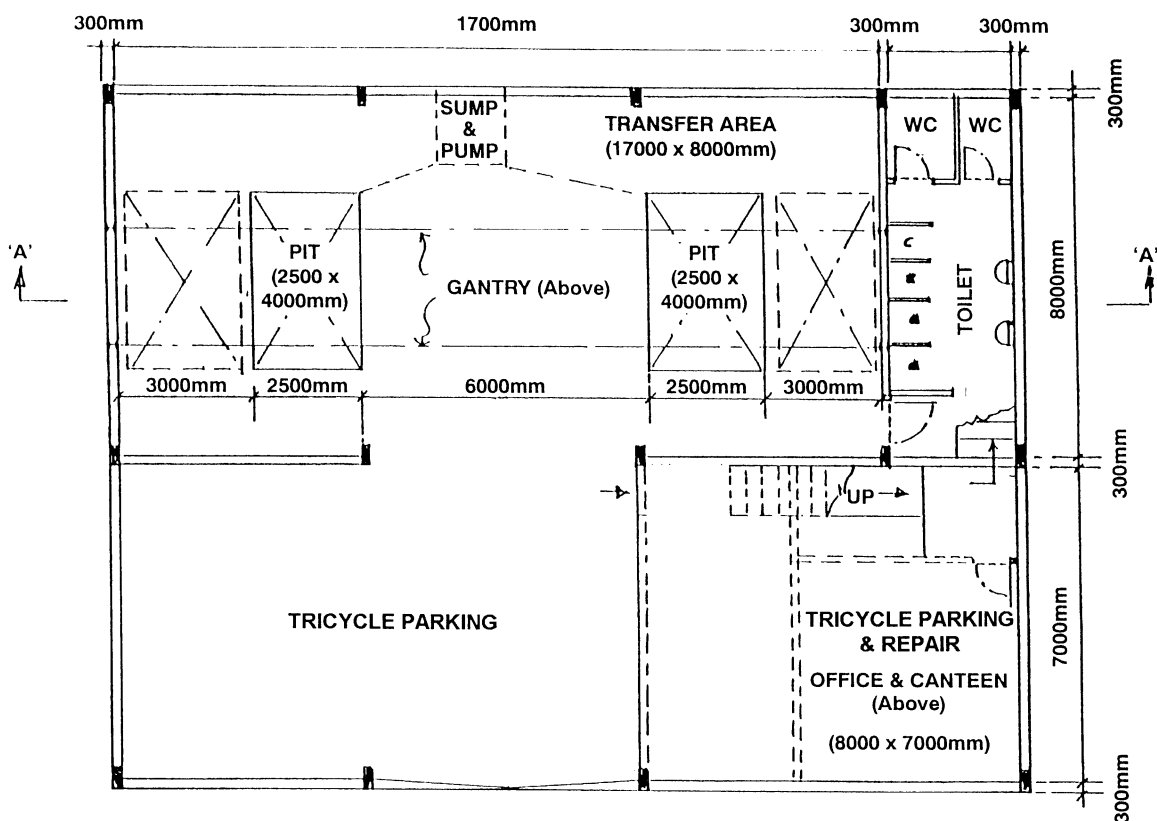 300mm
1700mm
300mm
300mm
300mm
SUMP
&
PUMP
TRANSFER AREA
(17000 x 8000mm)
WC
WC
'A'
PIT
(2500 x
4000mm)
GANTRY (Above)
PIT
(2500 x
4000mm)
TOILET
8000mm
'A'
3000mm
2500mm
6000mm
2500mm
3000mm
300mm
UP
TRICYCLE PARKING
TRICYCLE PARKING
& REPAIR
OFFICE & CANTEEN
(Above)
(8000 x 7000mm)
7000mm
300mm